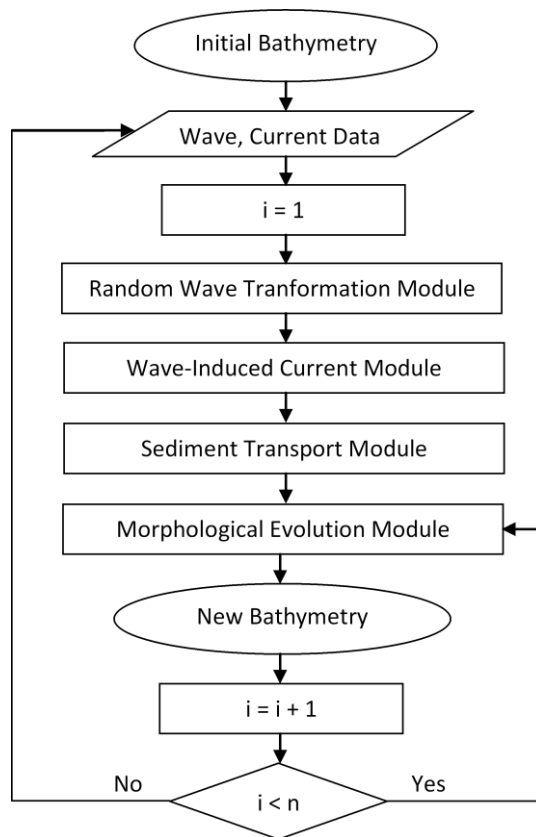 Initial Bathymetry
Wave, Current Data
i = 1
Random Wave Tranformation Module
Wave-Induced Current Module
Sediment Transport Module
Morphological Evolution Module
New Bathymetry
i = i + 1
No
i < n
Yes